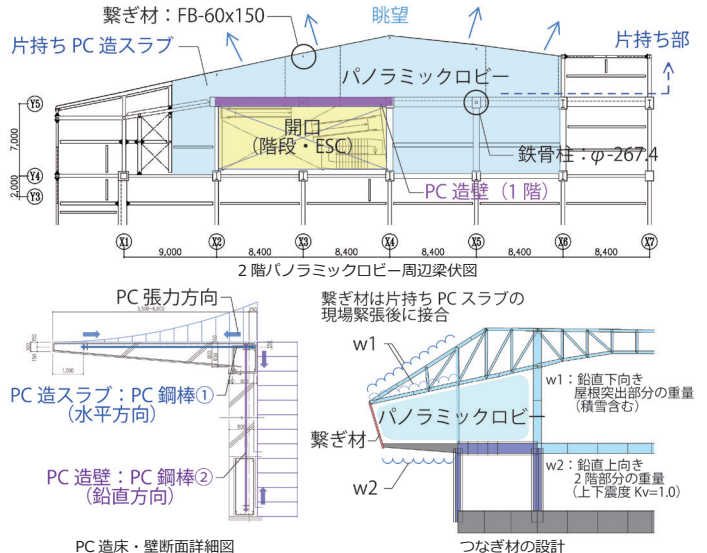 繋ぎ材：FB-60x150
眺望
片持ち PC 造スラブ
片持ち部
パノラミックロビー
開口
（階段・ESC）
鉄骨柱：φ-267.4
PC 造壁（1 階）
Y5
7,000
Y4
2,000
Y3
X1 X2 X3 X4 X5 X6 X7
9,000 8,400 8,400 8,400 8,400 8,400
2 階パノラミックロビー周辺梁伏図
PC 張力方向
1,000
PC 造スラブ：PC 鋼棒①
（水平方向）
PC 造壁：PC 鋼棒②
（鉛直方向）
PC 造床・壁断面詳細図
繋ぎ材は片持ち PC スラブの
現場緊張後に接合
w1
パノラミックロビー
繋ぎ材
w2
w1：鉛直下向き
屋根突出部分の重量
（積雪含む）
w2：鉛直上向き
2 階部分の重量
（上下震度 Kv=1.0）
つなぎ材の設計